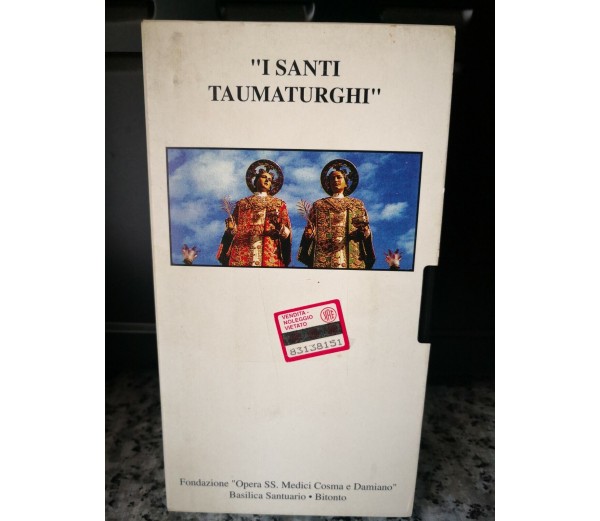 "I SANTI
TAUMATURGHI"
VENDITA -
NOLEGGIO
VIETATO
SIAE
83138151
Fondazione "Opera SS. Medici Cosma e Damiano"
Basilica Santuario • Bitonto